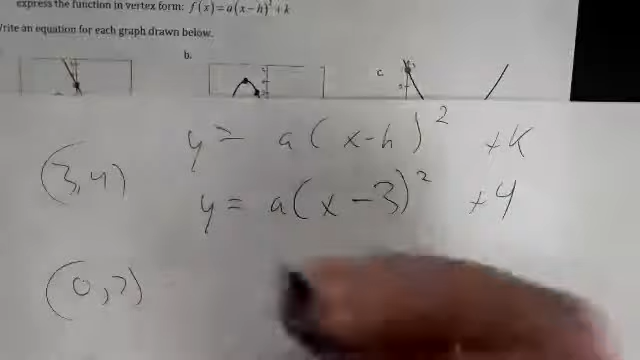 express the function in vertex form: f(x)=a(x-h)²+k
rite an equation for each graph drawn below.
b.
c.
y = a(x-h)² +k
(3,4)
y = a(x-3)² +4
(0,7)